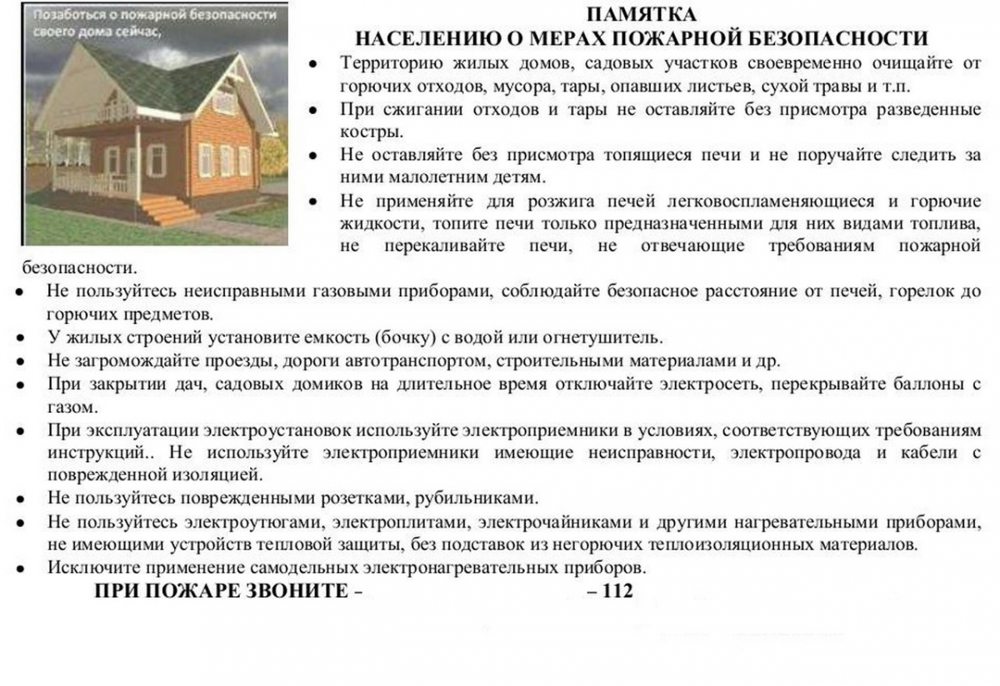 Позаботься о пожарной безопасности
своего дома сейчас,
ПАМЯТКА
НАСЕЛЕНИЮ О МЕРАХ ПОЖАРНОЙ БЕЗОПАСНОСТИ
• Территорию жилых домов, садовых участков своевременно очищайте от
горючих отходов, мусора, тары, опавших листьев, сухой травы и т.п.
• При сжигании отходов и тары не оставляйте без присмотра разведенные
костры.
• Не оставляйте без присмотра топящиеся печи и не поручайте следить за
ними малолетним детям.
• Не применяйте для розжига печей легковоспламеняющиеся и горючие
жидкости, топите печи только предназначенными для них видами топлива,
не перекаливайте печи, не отвечающие требованиям пожарной
безопасности.
• Не пользуйтесь неисправными газовыми приборами, соблюдайте безопасное расстояние от печей, горелок до
горючих предметов.
• У жилых строений установите емкость (бочку) с водой или огнетушитель.
• Не загромождайте проезды, дороги автотранспортом, строительными материалами и др.
• При закрытии дач, садовых домиков на длительное время отключайте электросеть, перекрывайте баллоны с
газом.
• При эксплуатации электроустановок используйте электроприемники в условиях, соответствующих требованиям
инструкций.. Не используйте электроприемники имеющие неисправности, электропровода и кабели с
поврежденной изоляцией.
• Не пользуйтесь поврежденными розетками, рубильниками.
• Не пользуйтесь электроутюгами, электроплитами, электрочайниками и другими нагревательными приборами,
не имеющими устройств тепловой защиты, без подставок из негорючих теплоизоляционных материалов.
• Исключите применение самодельных электронагревательных приборов.
ПРИ ПОЖАРЕ ЗВОНИТЕ – – 112